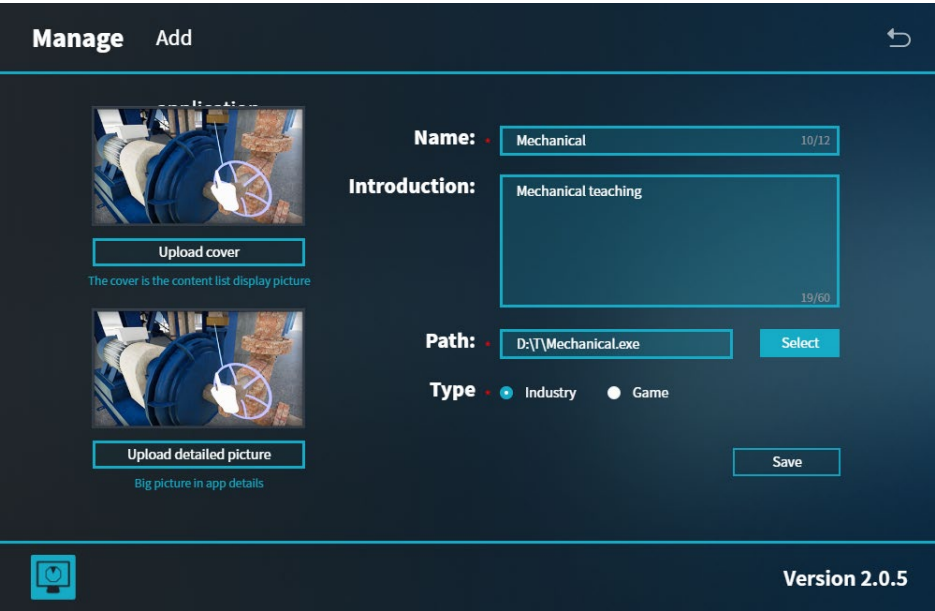 Manage Add
application
Name: Mechanical 10/12
Introduction: Mechanical teaching
19/60
Upload cover
The cover is the content list display picture
Path: D:\T\Mechanical.exe Select
Type Industry Game
Upload detailed picture
Big picture in app details
Save
Version 2.0.5